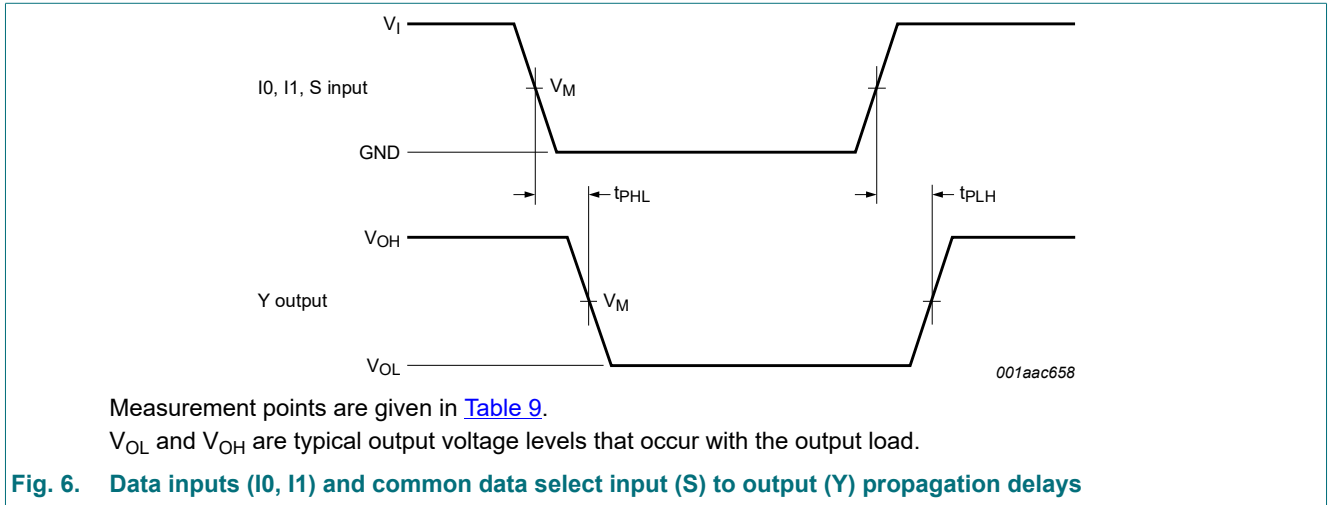 VI
I0, I1, S input
VM
GND
tPHL
tPLH
VOH
Y output
VM
VOL
001aac658
Measurement points are given in Table 9.
VOL and VOH are typical output voltage levels that occur with the output load.
Fig. 6. Data inputs (I0, I1) and common data select input (S) to output (Y) propagation delays